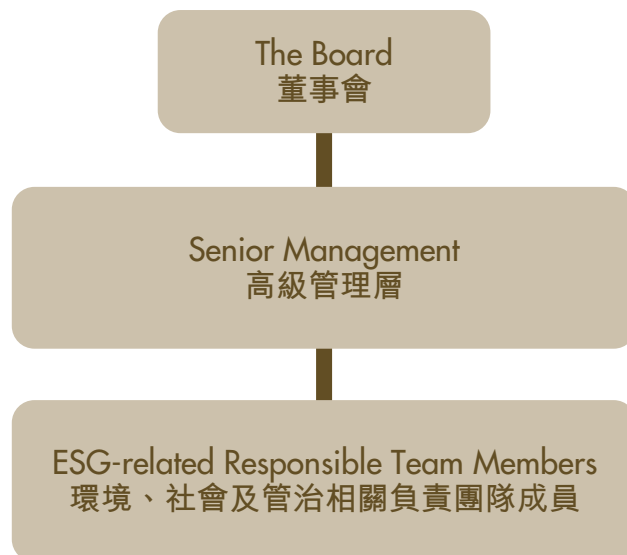 The Board
董事會
Senior Management
高級管理層
ESG-related Responsible Team Members
環境、社會及管治相關負責團隊成員